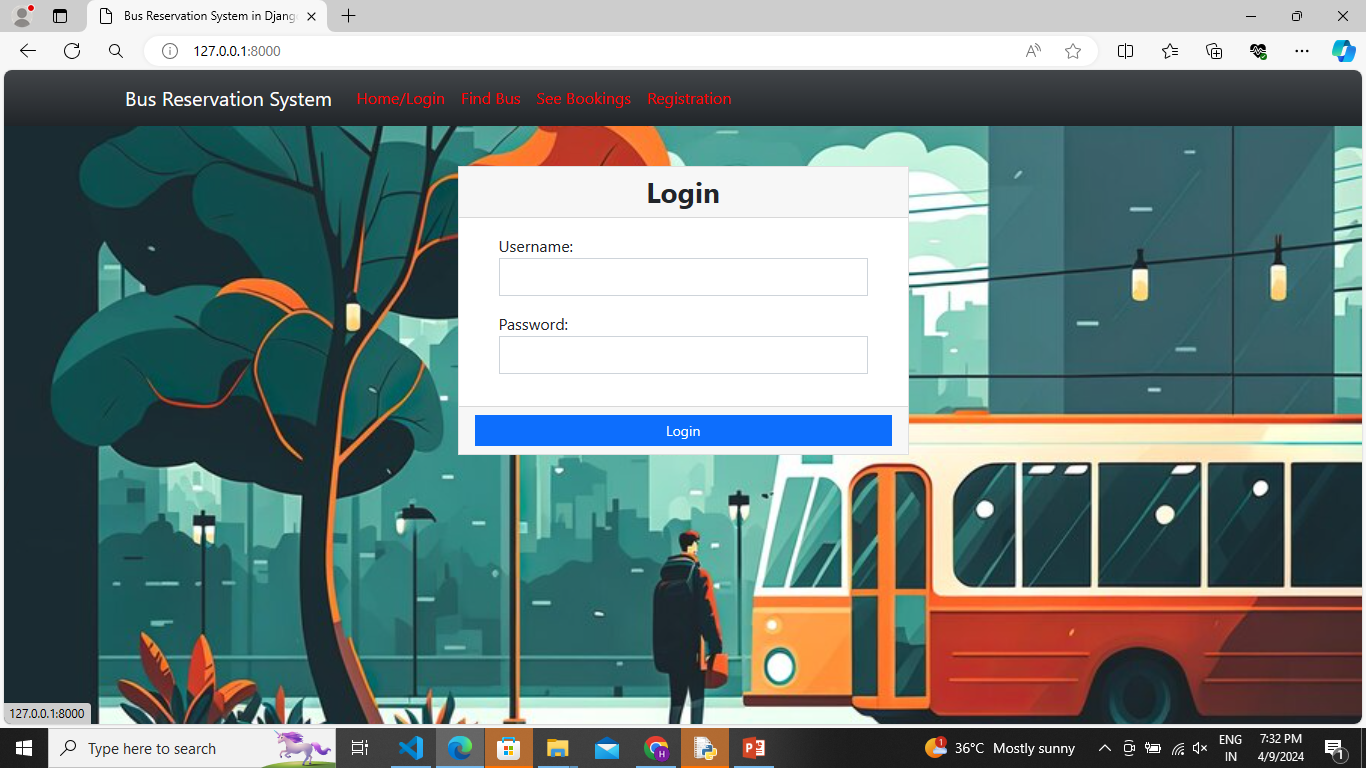 Bus Reservation System in Djang
127.0.0.1:8000
Bus Reservation System Home/Login Find Bus See Bookings Registration
Login
Username:
Password:
Login
127.0.0.1:8000
Type here to search
1
36°C Mostly sunny
ENG
IN
7:32 PM
4/9/2024
1